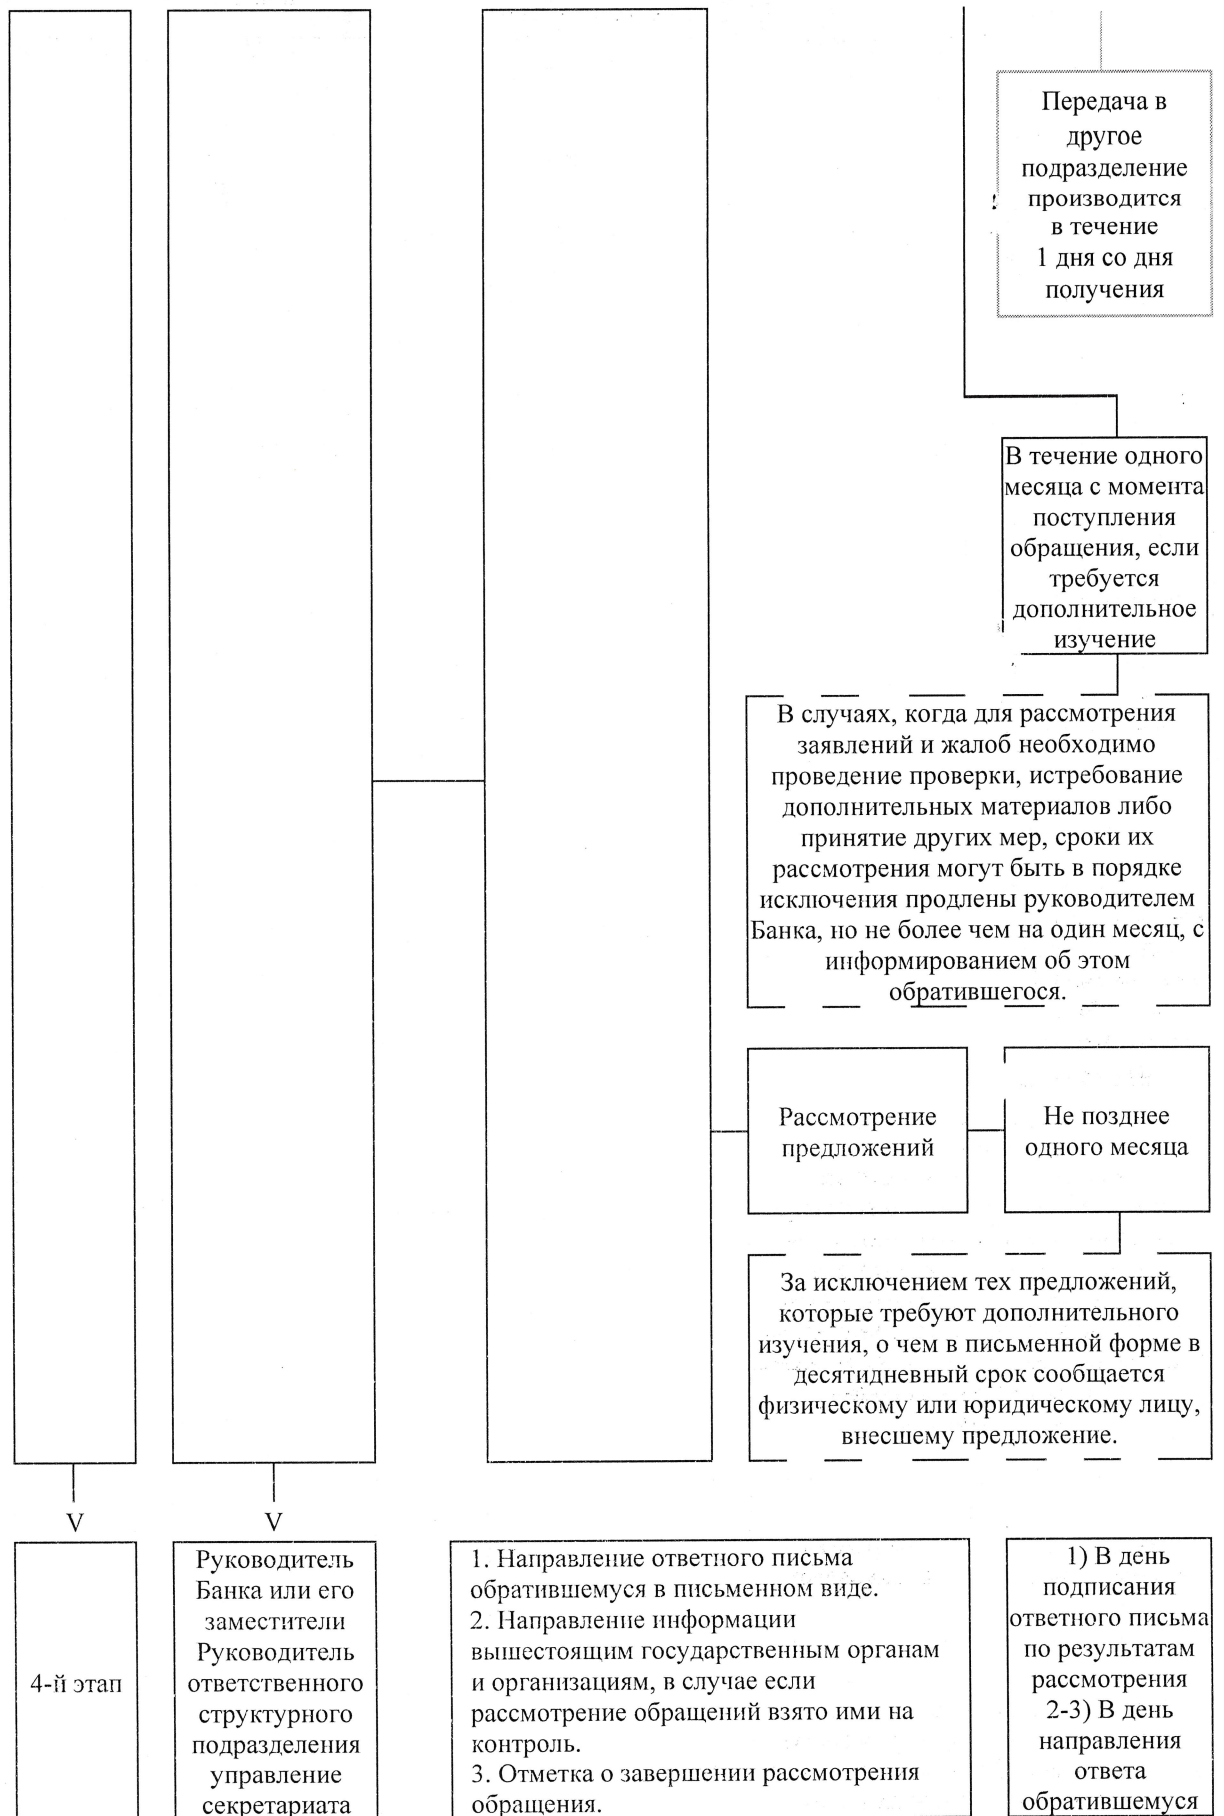 Передача в
другое
подразделение
производится
в течение
1 дня со дня
получения
В течение одного
месяца с момента
поступления
обращения, если
требуется
дополнительное
изучение
В случаях, когда для рассмотрения
заявлений и жалоб необходимо
проведение проверки, истребование
дополнительных материалов либо
принятие других мер, сроки их
рассмотрения могут быть в порядке
исключения продлены руководителем
Банка, но не более чем на один месяц, с
информированием об этом
обратившегося.
Рассмотрение
предложений
Не позднее
одного месяца
За исключением тех предложений,
которые требуют дополнительного
изучения, о чем в письменной форме в
десятидневный срок сообщается
физическому или юридическому лицу,
внесшему предложение.
V
V
4-й этап
Руководитель
Банка или его
заместители
Руководитель
ответственного
структурного
подразделения
управление
секретариата
1. Направление ответного письма
обратившемуся в письменном виде.
2. Направление информации
вышестоящим государственным органам
и организациям, в случае если
рассмотрение обращений взято ими на
контроль.
3. Отметка о завершении рассмотрения
обращения.
1) В день
подписания
ответного письма
по результатам
рассмотрения
2-3) В день
направления
ответа
обратившемуся